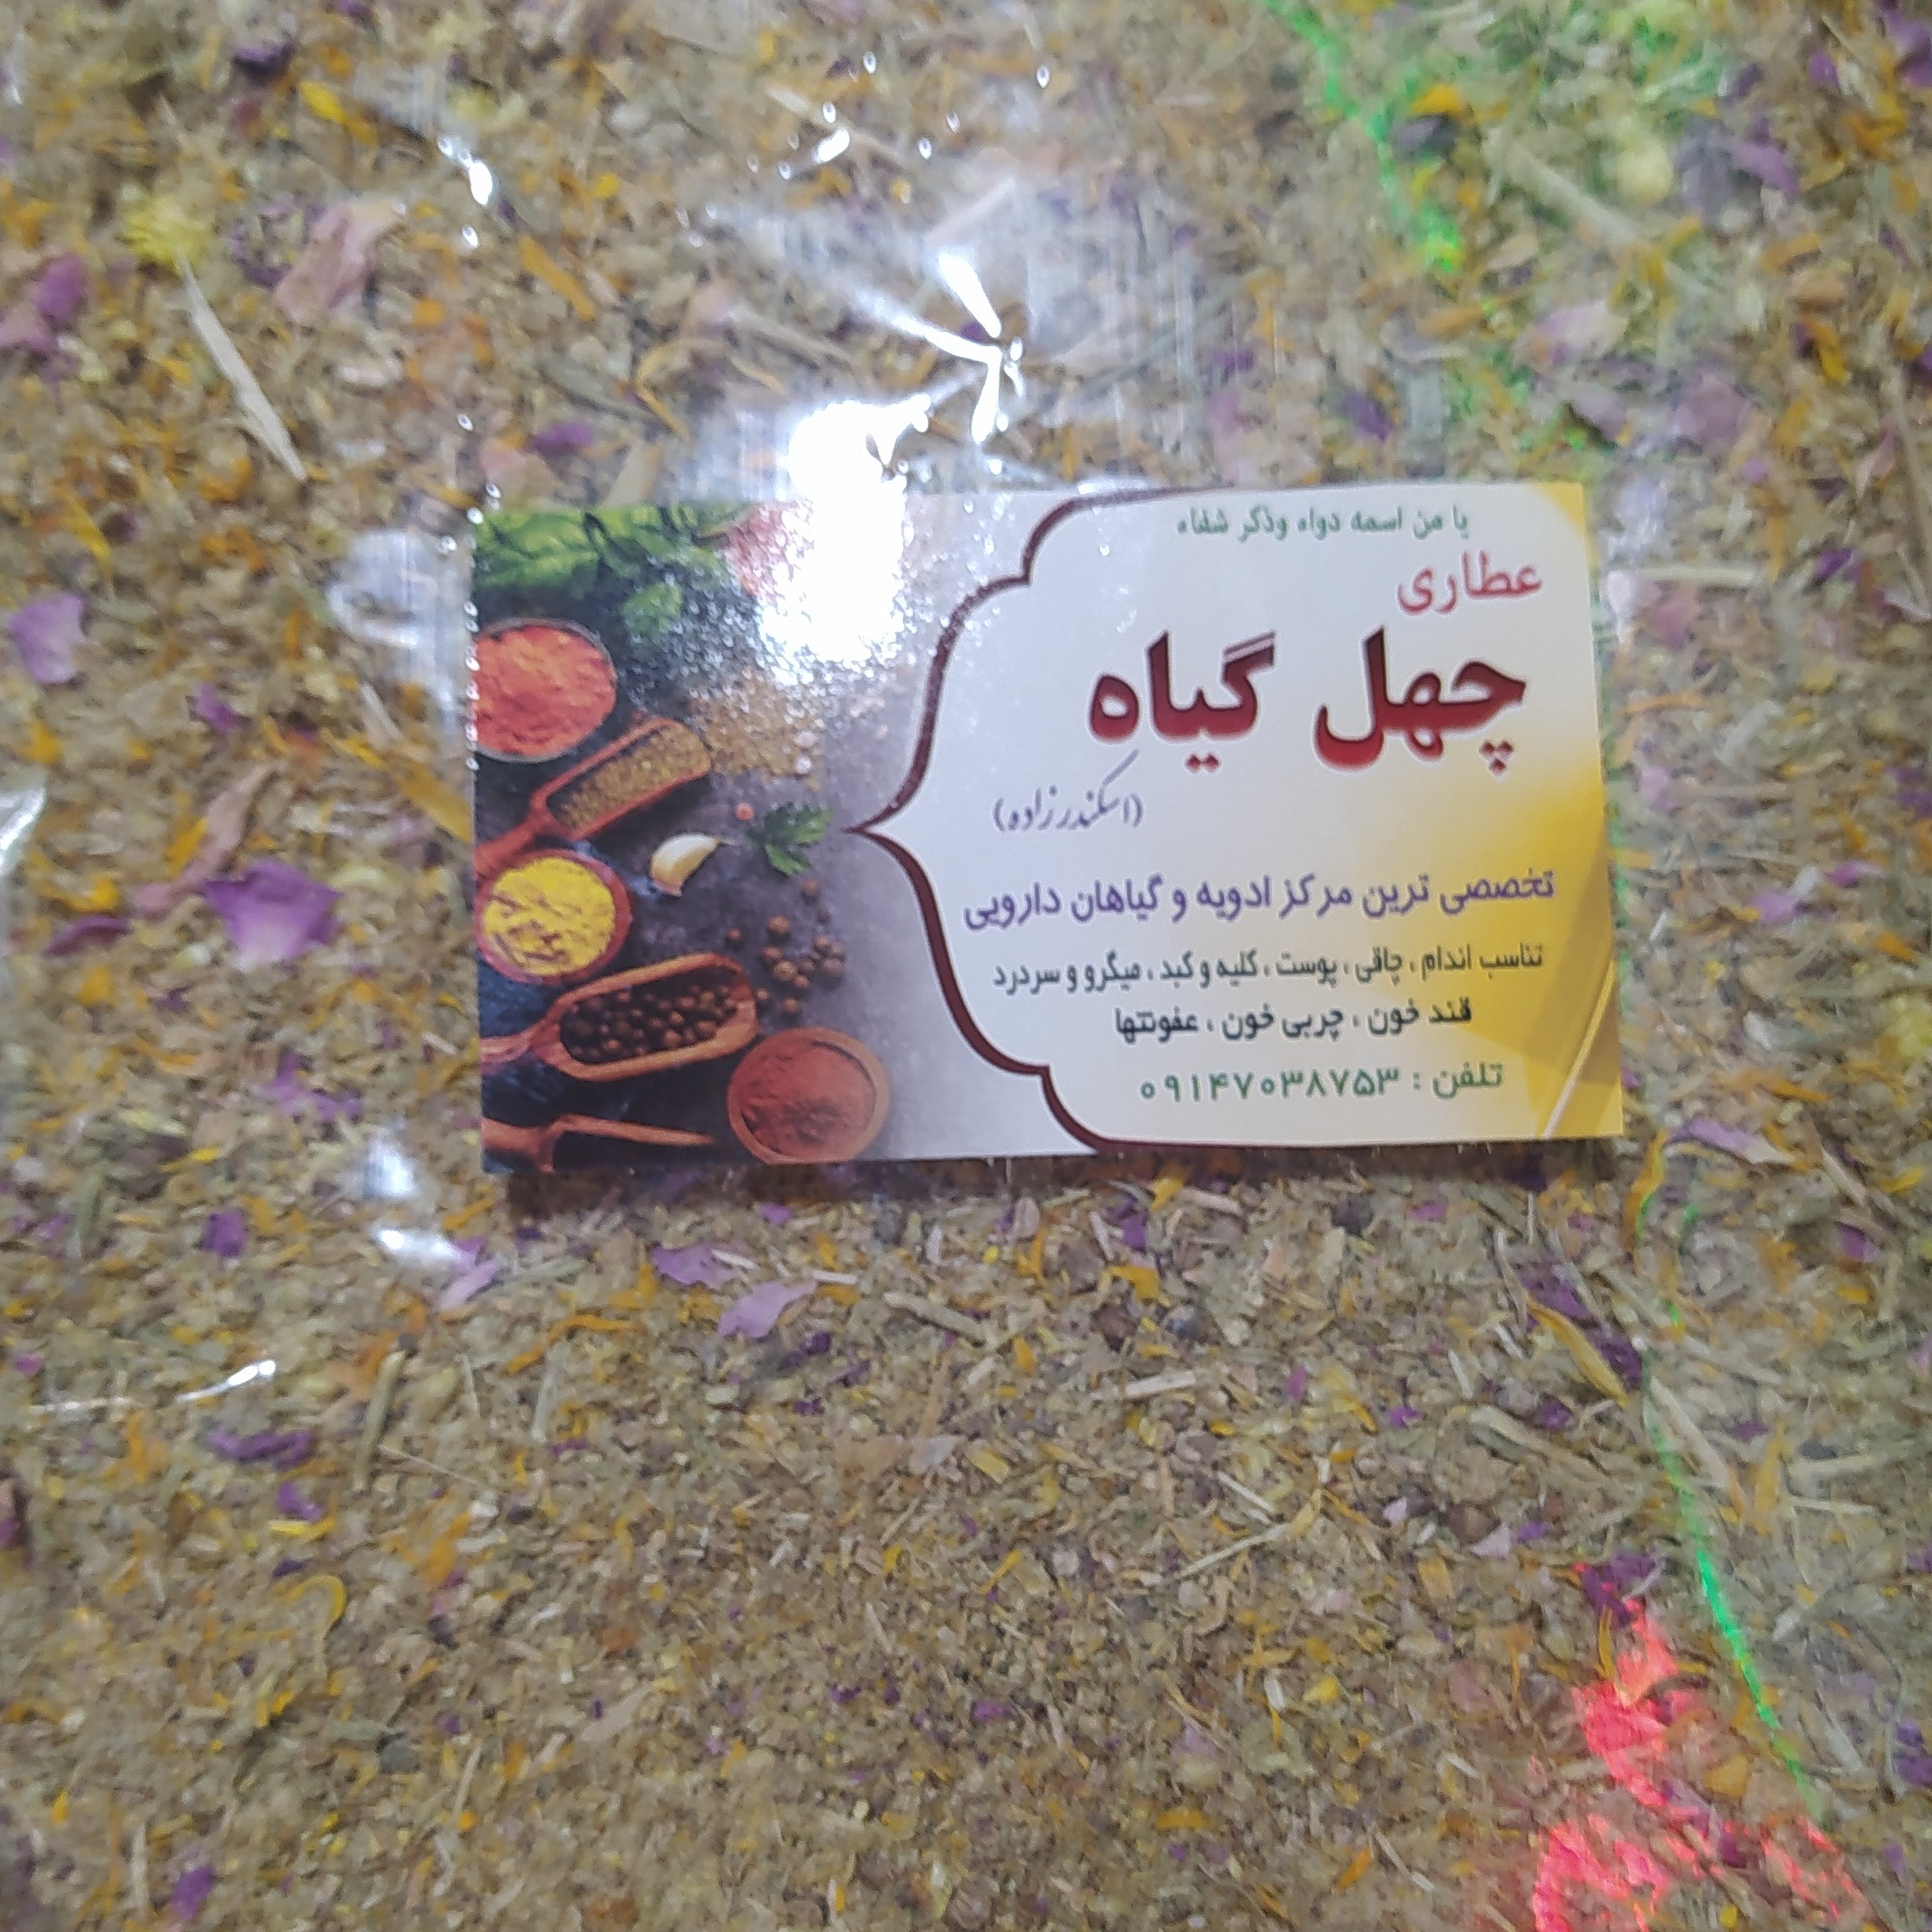 یا من اسمه دواء وذکر شفاء
عطاری
چهل گیاه
(اسکندرزاده)
تخصصی ترین مرکز ادویه و گیاهان دارویی
تناسب اندام ، چاقی ، پوست ، کلیه و کبد ، میگرو و سردرد
قند خون ، چربی خون ، عفونتها
تلفن : ۰۹۱۴۷۰۳۸۷۵۳